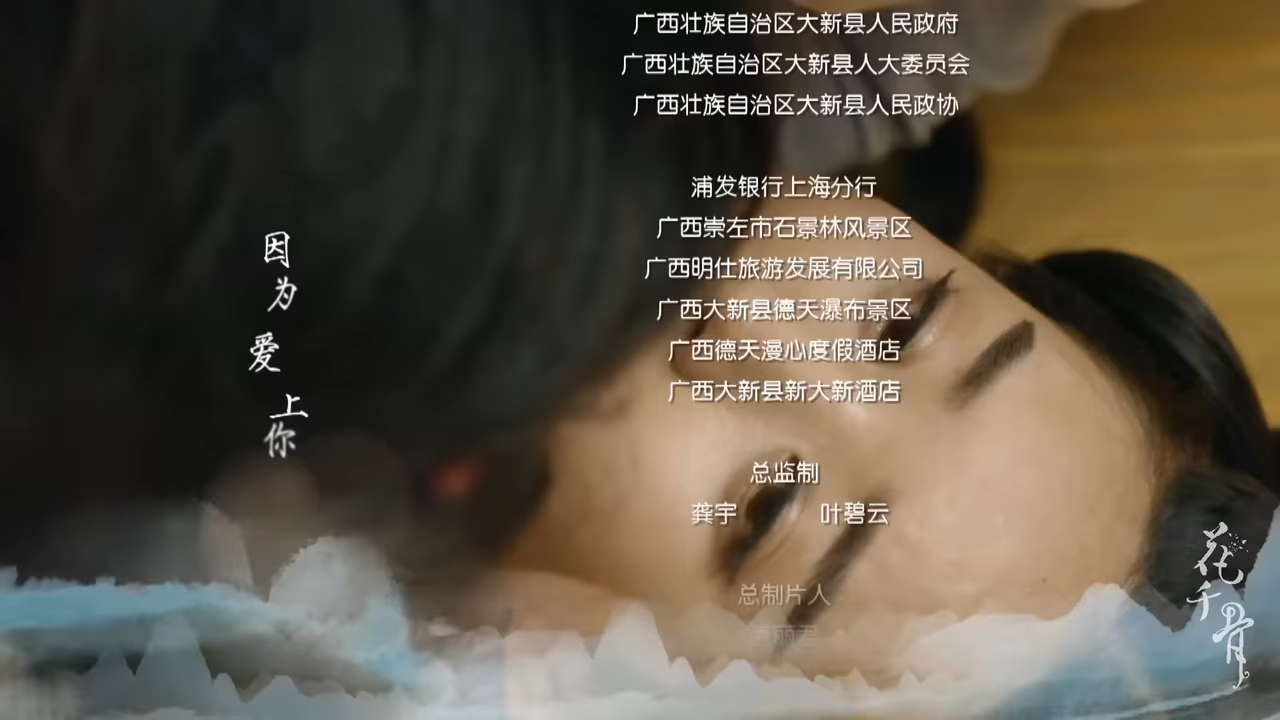 广西壮族自治区大新县人民政府
广西壮族自治区大新县人大委员会
广西壮族自治区大新县人民政协
浦发银行上海分行
广西崇左市石景林风景区
广西明仕旅游发展有限公司
广西大新县德天瀑布景区
广西德天漫心度假酒店
广西大新县新大新酒店
总监制
龚宇 叶碧云
总制片人
因为爱上你
花千骨